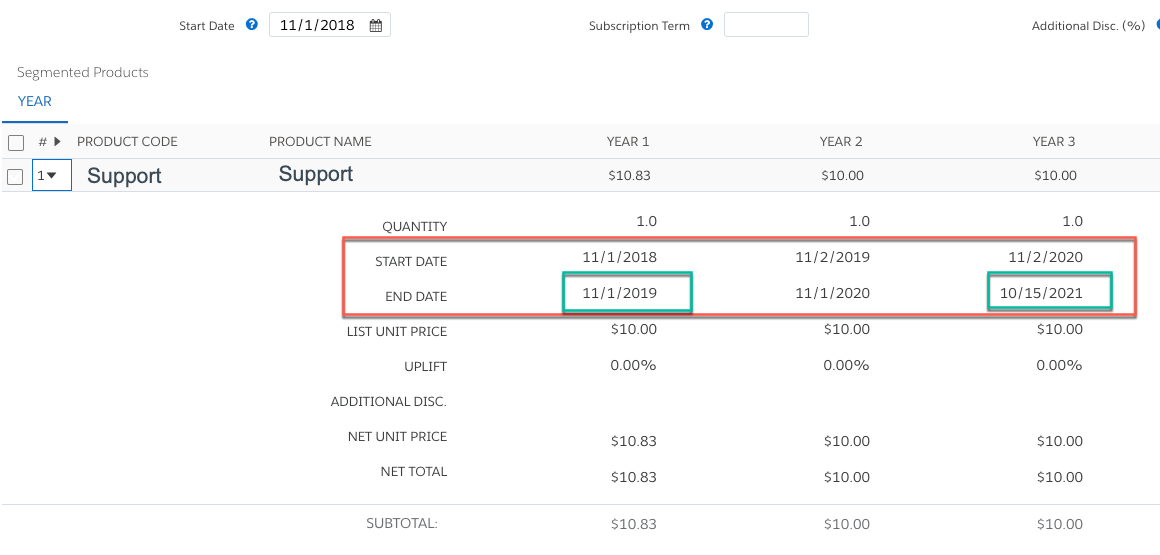 Start Date ? 11/1/2018 Subscription Term ? Additional Disc. (%)
Segmented Products
YEAR
# PRODUCT CODE PRODUCT NAME YEAR 1 YEAR 2 YEAR 3
1 Support Support $10.83 $10.00 $10.00
QUANTITY 1.0 1.0 1.0
START DATE 11/1/2018 11/2/2019 11/2/2020
END DATE 11/1/2019 11/1/2020 10/15/2021
LIST UNIT PRICE $10.00 $10.00 $10.00
UPLIFT 0.00% 0.00% 0.00%
ADDITIONAL DISC.
NET UNIT PRICE $10.83 $10.00 $10.00
NET TOTAL $10.83 $10.00 $10.00
SUBTOTAL: $10.83 $10.00 $10.00